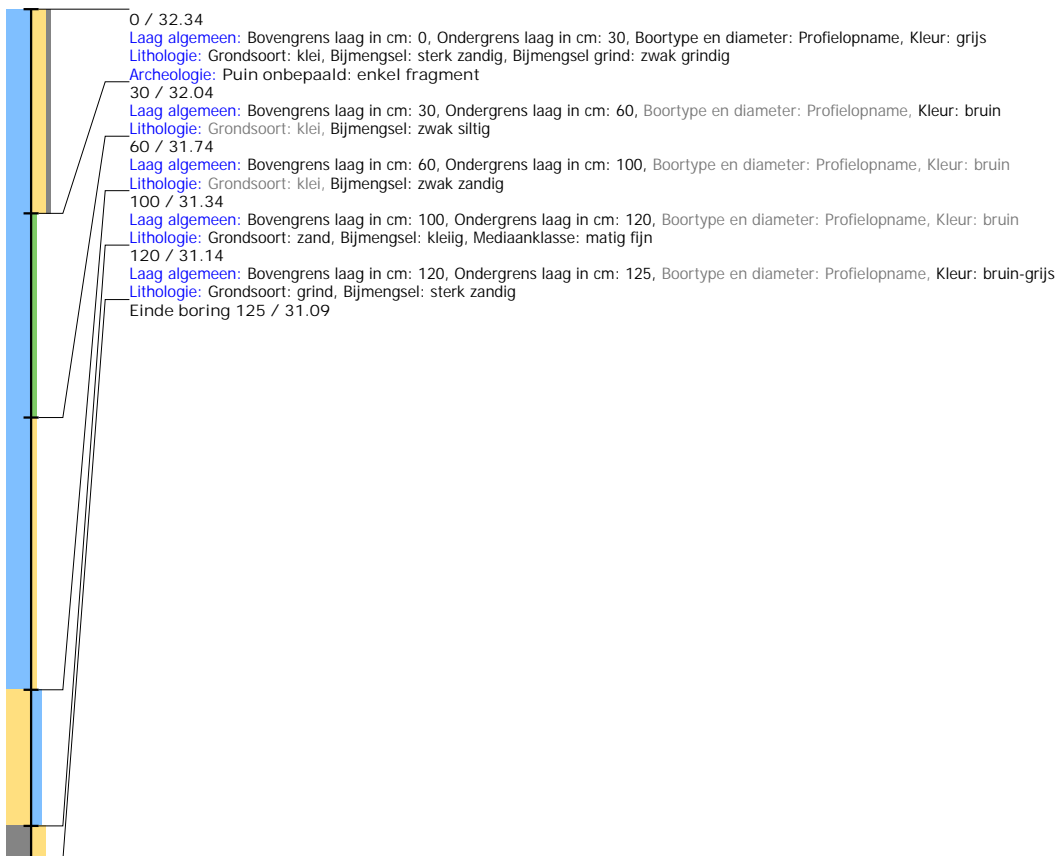 0 / 32.34
Laag algemeen: Bovengrens laag in cm: 0, Ondergrens laag in cm: 30, Boortype en diameter: Profielopname, Kleur: grijs
Lithologie: Grondsoort: klei, Bijmengsel: sterk zandig, Bijmengsel grind: zwak grindig
Archeologie: Puin onbepaald: enkel fragment
30 / 32.04
Laag algemeen: Bovengrens laag in cm: 30, Ondergrens laag in cm: 60, Boortype en diameter: Profielopname, Kleur: bruin
Lithologie: Grondsoort: klei, Bijmengsel: zwak siltig
60 / 31.74
Laag algemeen: Bovengrens laag in cm: 60, Ondergrens laag in cm: 100, Boortype en diameter: Profielopname, Kleur: bruin
Lithologie: Grondsoort: klei, Bijmengsel: zwak zandig
100 / 31.34
Laag algemeen: Bovengrens laag in cm: 100, Ondergrens laag in cm: 120, Boortype en diameter: Profielopname, Kleur: bruin
Lithologie: Grondsoort: zand, Bijmengsel: kleiig, Mediaanklasse: matig fijn
120 / 31.14
Laag algemeen: Bovengrens laag in cm: 120, Ondergrens laag in cm: 125, Boortype en diameter: Profielopname, Kleur: bruin-grijs
Lithologie: Grondsoort: grind, Bijmengsel: sterk zandig
Einde boring 125 / 31.09